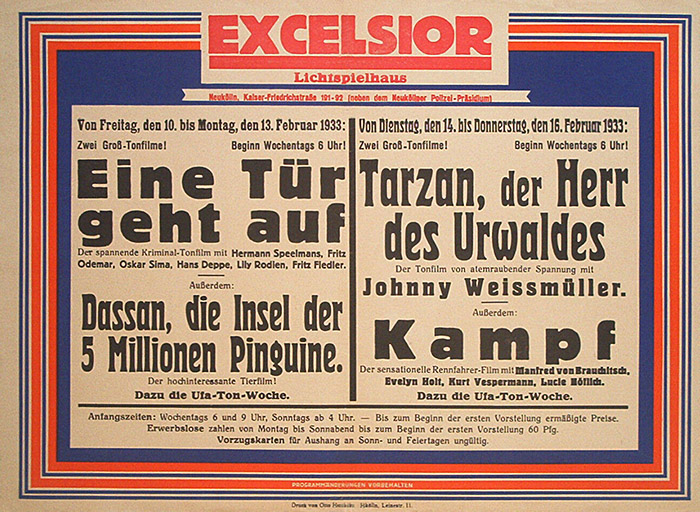 EXCELSIOR
Lichtspielhaus
Neukölln, Kaiser-Friedrichstraße 191-92 (neben dem Neuköllner Polizei-Präsidium)
Von Freitag, den 10. bis Montag, den 13. Februar 1933:
Zwei Groß-Tonfilme! Beginn Wochentags 6 Uhr!
Eine Tür
geht auf
Der spannende Kriminal-Tonfilm mit Hermann Speelmans, Fritz
Odemar, Oskar Sima, Hans Deppe, Lily Rodien, Fritz Fiedler.
Außerdem:
Dassan, die Insel der
5 Millionen Pinguine.
Der hochinteressante Tierfilm!
Dazu die Ufa-Ton-Woche.
Von Dienstag, den 14. bis Donnerstag, den 16. Februar 1933:
Zwei Groß-Tonfilme! Beginn Wochentags 6 Uhr!
Tarzan, der Herr
des Urwaldes
Der Tonfilm von atemraubender Spannung mit
Johnny Weissmüller.
Außerdem:
Kampf
Der sensationelle Rennfahrer-Film mit Manfred von Brauchitsch,
Evelyn Holt, Kurt Vespermann, Lucie Höflich.
Dazu die Ufa-Ton-Woche.
Anfangszeiten: Wochentags 6 und 9 Uhr, Sonntags ab 4 Uhr. — Bis zum Beginn der ersten Vorstellung ermäßigte Preise.
Erwerbslose zahlen von Montag bis Sonnabend bis zum Beginn der ersten Vorstellung 60 Pfg.
Vorzugskarten für Aushang an Sonn- und Feiertagen ungültig.
PROGRAMMÄNDERUNGEN VORBEHALTEN
Druck von Otto